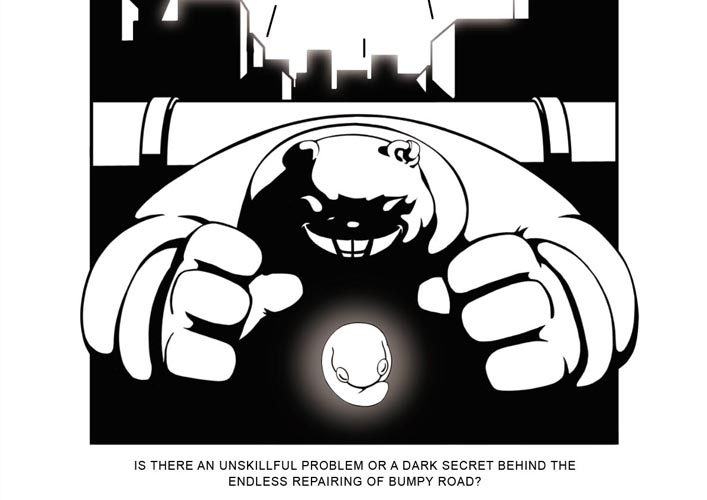 IS THERE AN UNSKILLFUL PROBLEM OR A DARK SECRET BEHIND THE
ENDLESS REPAIRING OF BUMPY ROAD?